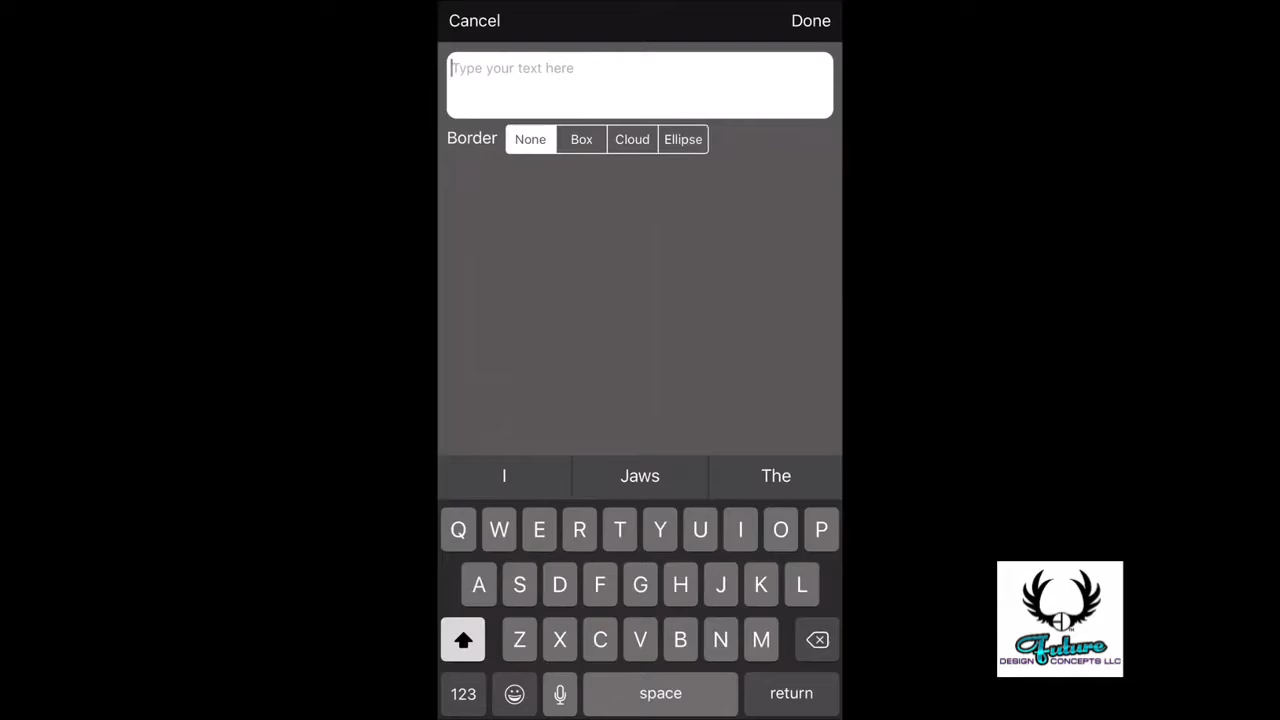 Cancel Done
Type your text here
Border None Box Cloud Ellipse
I Jaws The
Q W E R T Y U I O P
A S D F G H J K L
Z X C V B N M
123 space return
Future
DESIGN CONCEPTS LLC